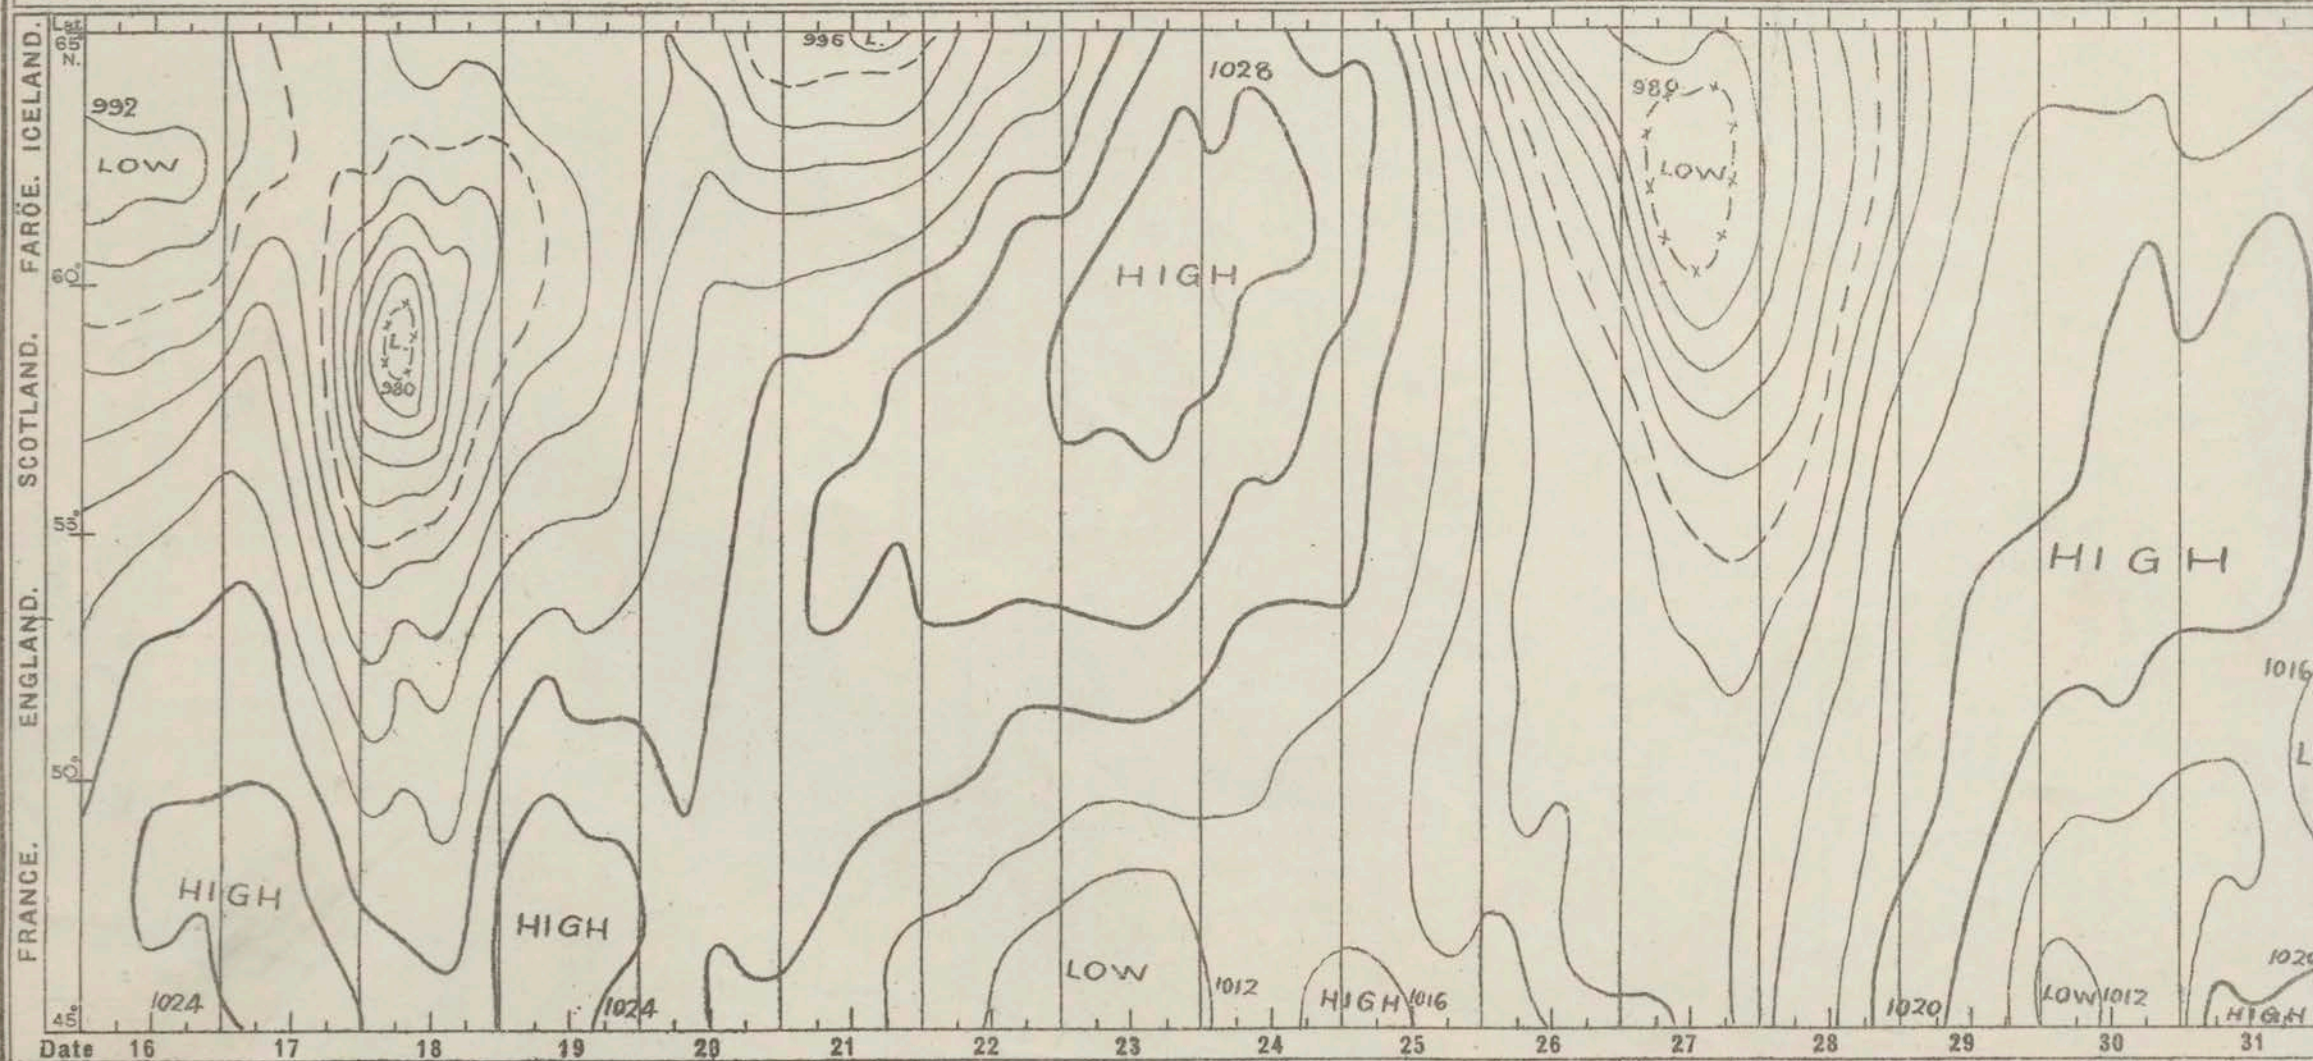 Lat.
65°
N.
996 L.
1028
992
LOW
980
LOW
HIGH
60°
L
980
55°
HIGH
1016
50°
L
HIGH
HIGH
LOW
1024
1024
1012
HIGH 1016
1020
LOW 1012
HIGH
45°
ICELAND.
FARÖE.
SCOTLAND.
ENGLAND.
FRANCE.
Date 16 17 18 19 20 21 22 23 24 25 26 27 28 29 30 31